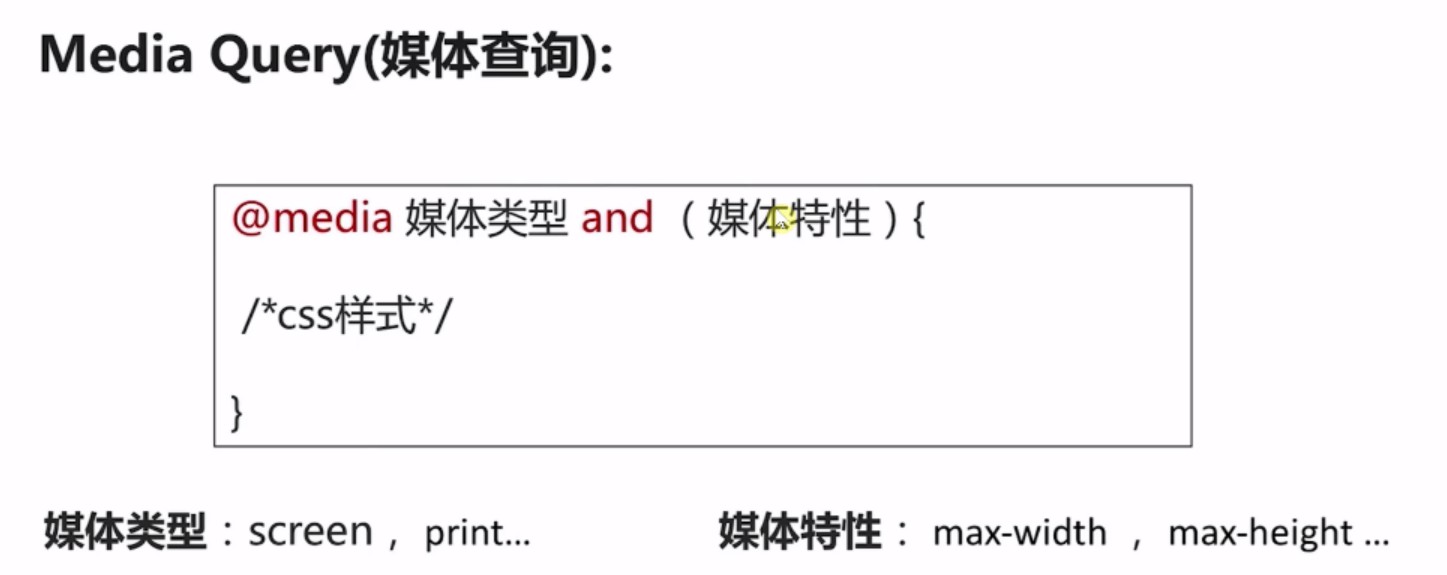 Media Query(媒体查询):
@media 媒体类型 and （媒体特性）{
/*css样式*/
}
媒体类型：screen， print...
媒体特性： max-width ，max-height ...